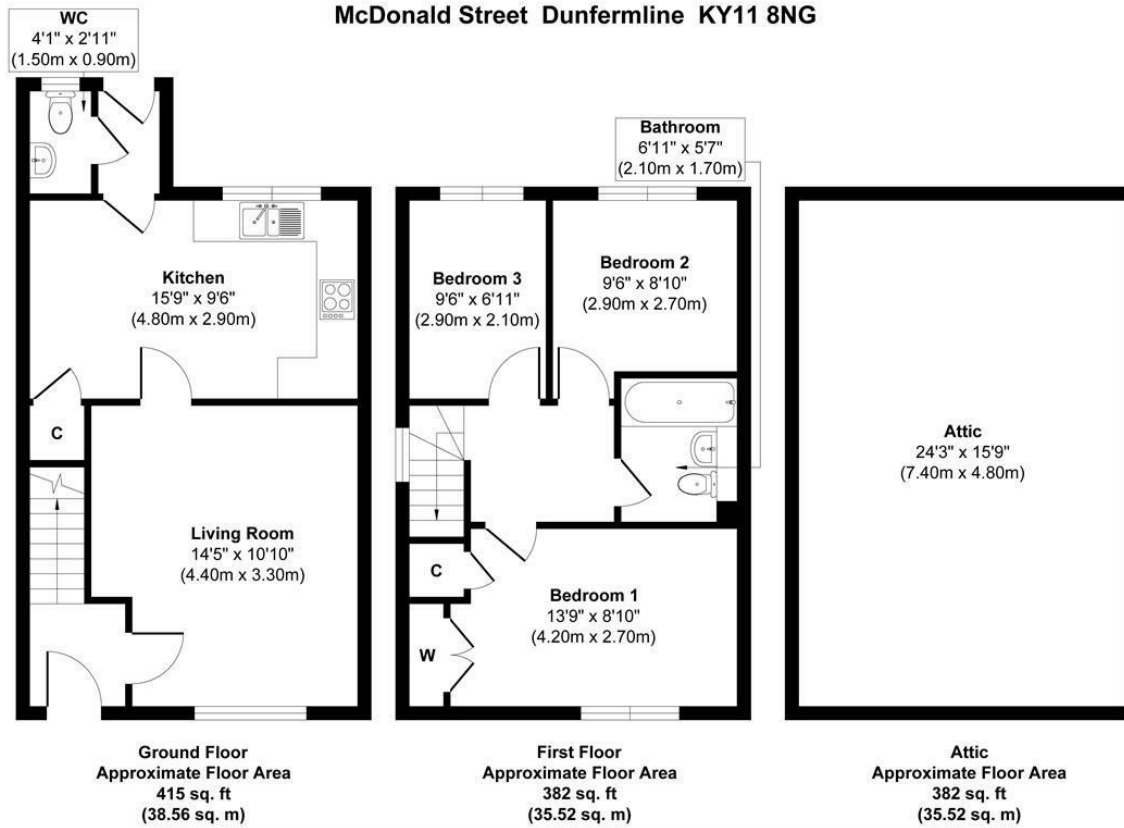 McDonald Street Dunfermline KY11 8NG
WC
4'1" x 2'11"
(1.50m x 0.90m)
Kitchen
15'9" x 9'6"
(4.80m x 2.90m)
C
Living Room
14'5" x 10'10"
(4.40m x 3.30m)
Ground Floor
Approximate Floor Area
415 sq. ft
(38.56 sq. m)
Bathroom
6'11" x 5'7"
(2.10m x 1.70m)
Bedroom 3
9'6" x 6'11"
(2.90m x 2.10m)
Bedroom 2
9'6" x 8'10"
(2.90m x 2.70m)
C
W
Bedroom 1
13'9" x 8'10"
(4.20m x 2.70m)
First Floor
Approximate Floor Area
382 sq. ft
(35.52 sq. m)
Attic
24'3" x 15'9"
(7.40m x 4.80m)
Attic
Approximate Floor Area
382 sq. ft
(35.52 sq. m)